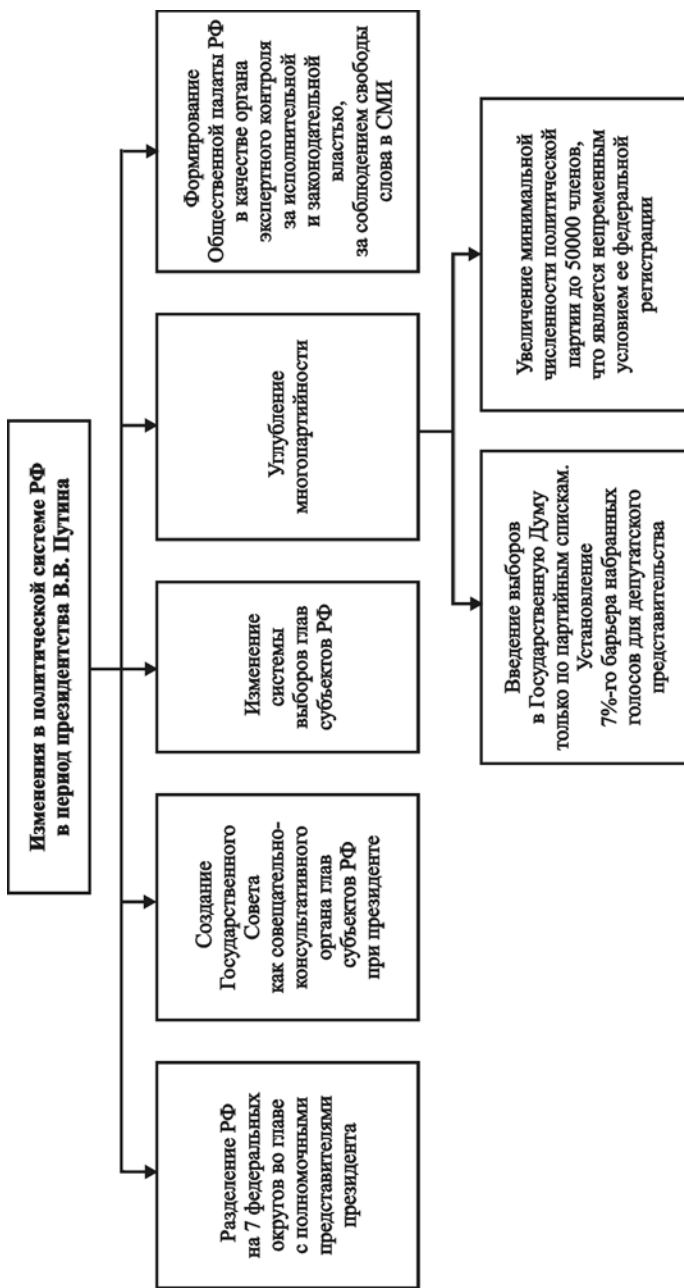 Изменения в политической системе РФ
в период президентства В.В. Путина
Разделение РФ
на 7 федеральных
округов во главе
с полномочными
представителями
президента
Создание
Государственного
Совета
как совещательно-
консультативного
органа глав
субъектов РФ
при президенте
Изменение
системы
выборов глав
субъектов РФ
Углубление
многопартийности
Формирование
Общественной палаты РФ
в качестве органа
экспертного контроля
за исполнительной
и законодательной
властью,
за соблюдением свободы
слова в СМИ
Введение выборов
в Государственную Думу
только по партийным спискам.
Установление
7%-го барьера набранных
голосов для депутатского
представительства
Увеличение минимальной
численности политической
партии до 50000 членов,
что является непременным
условием ее федеральной
регистрации